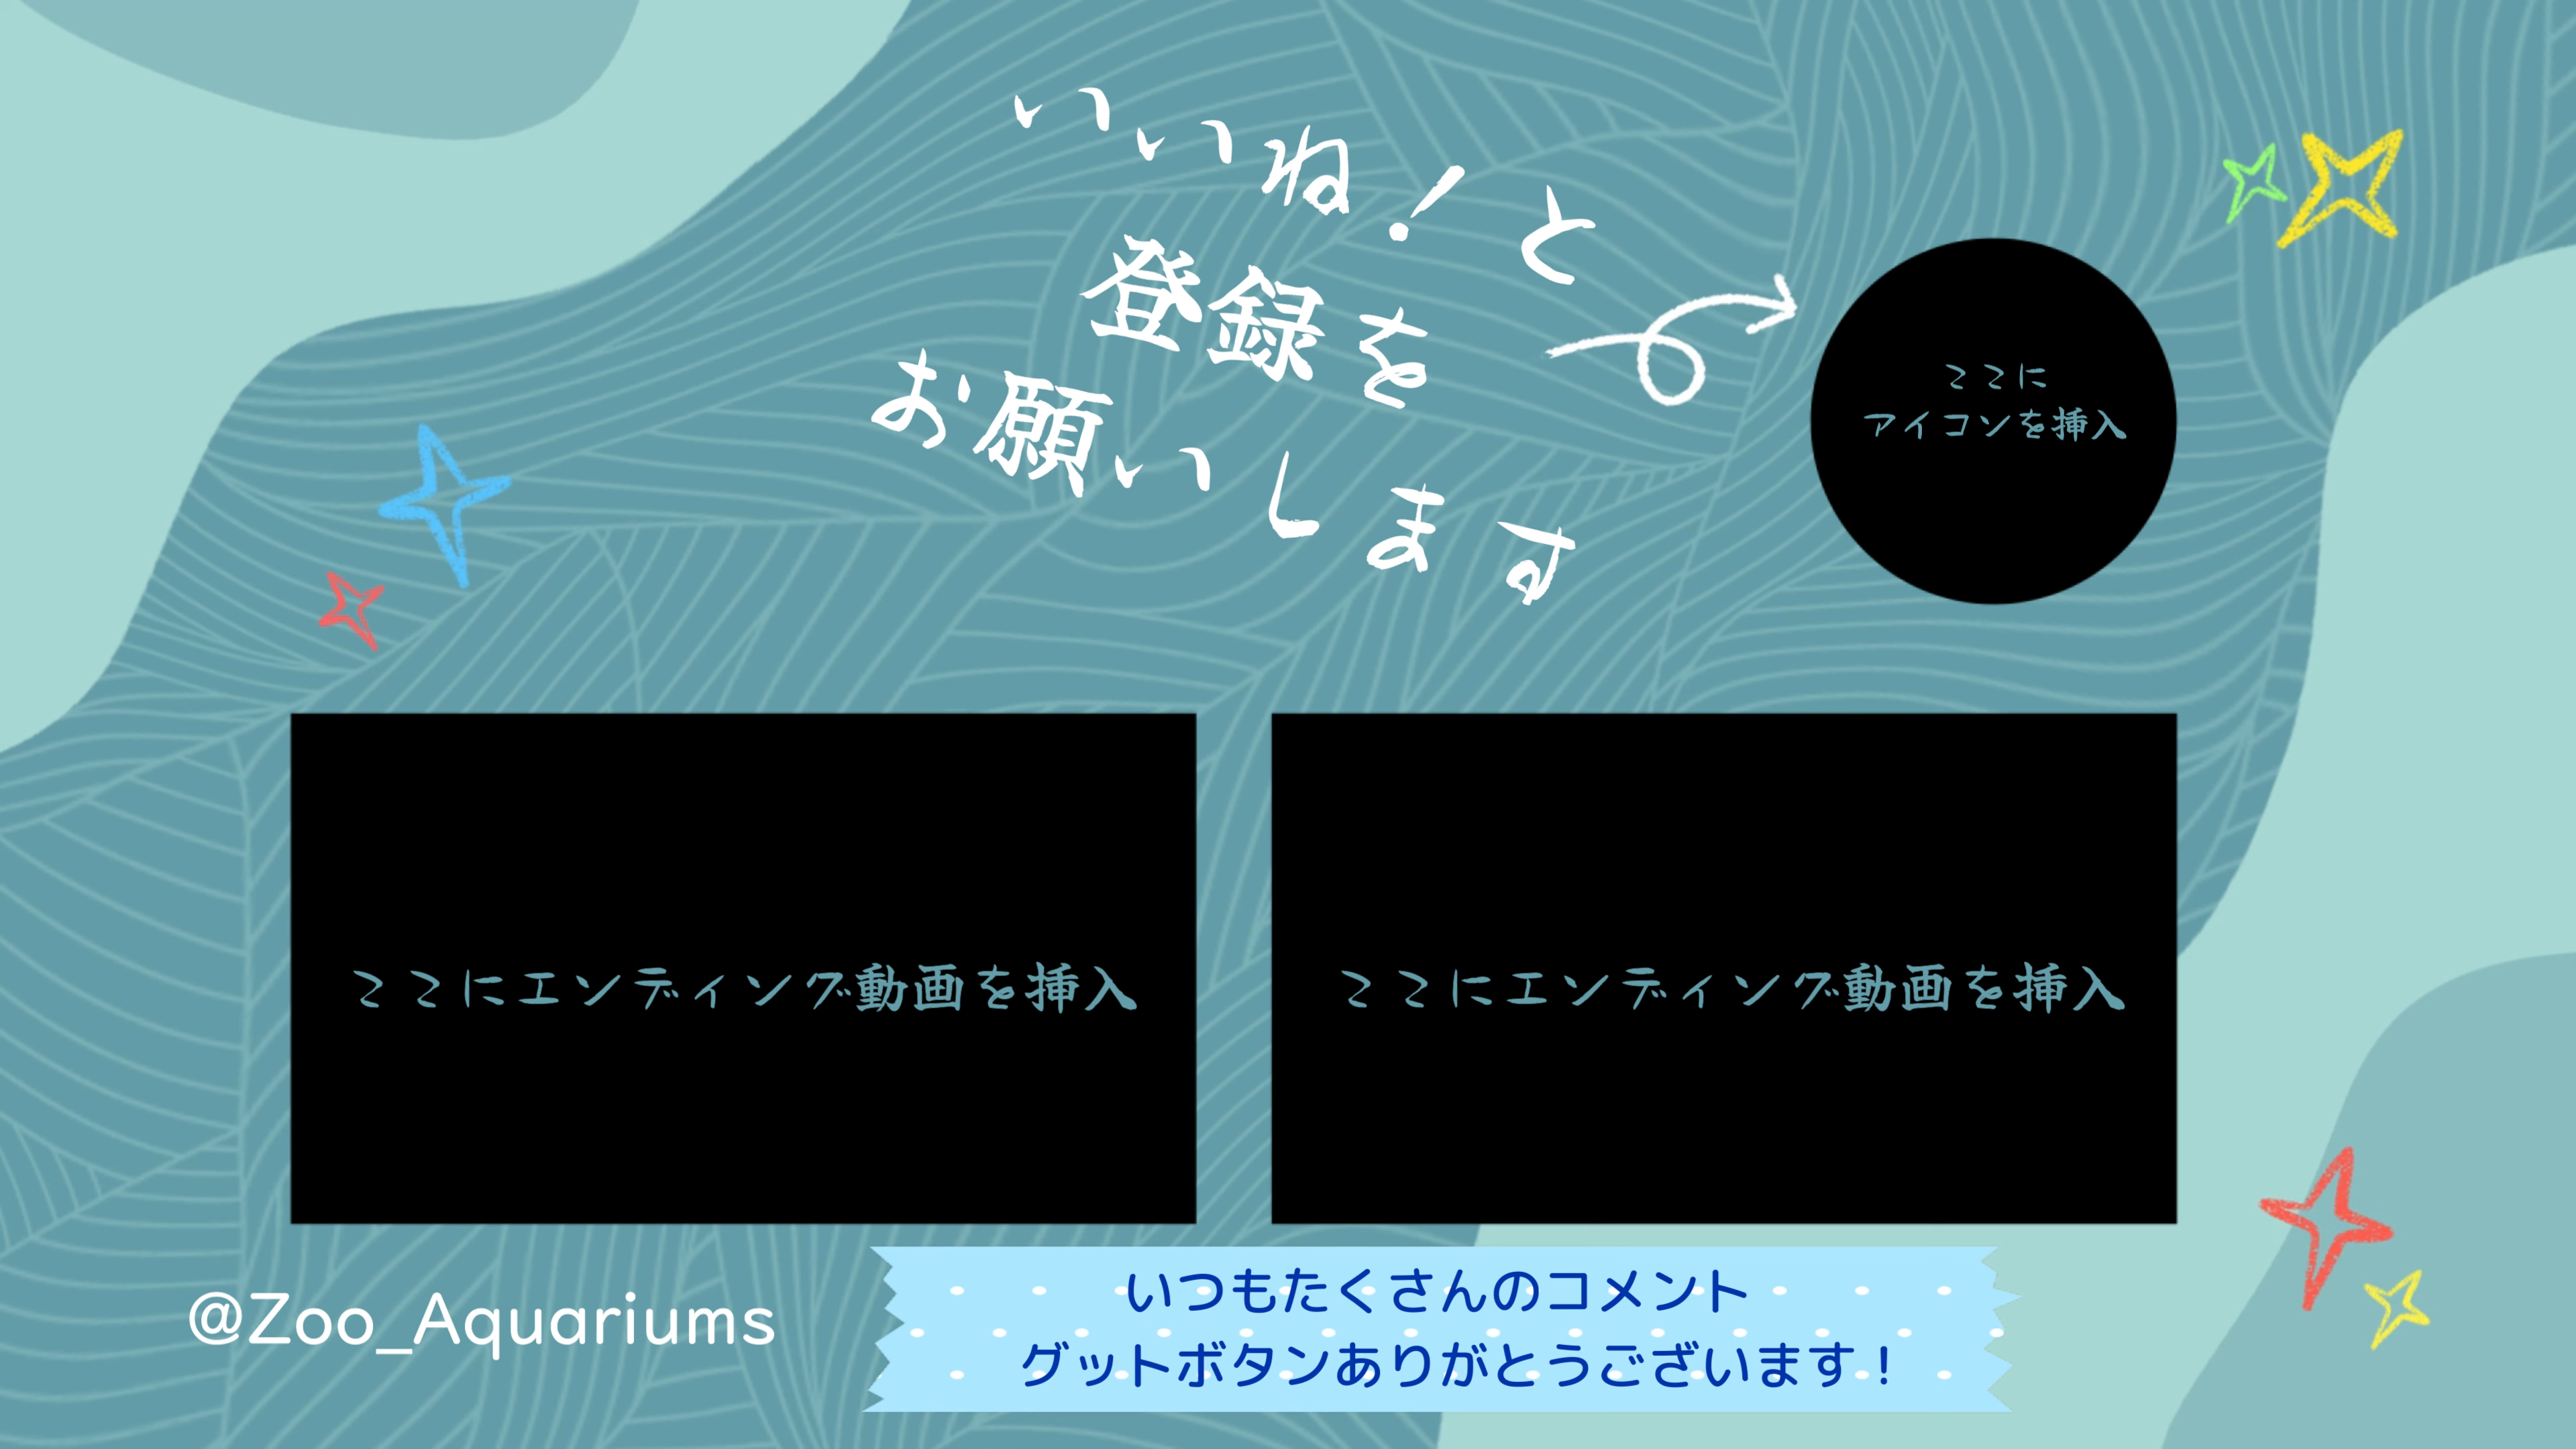 いいね！と
登録を
お願いします
ここに
アイコンを挿入
ここにエンディング動画を挿入
ここにエンディング動画を挿入
@Zoo_Aquariums
いつもたくさんのコメント
グットボタンありがとうございます！